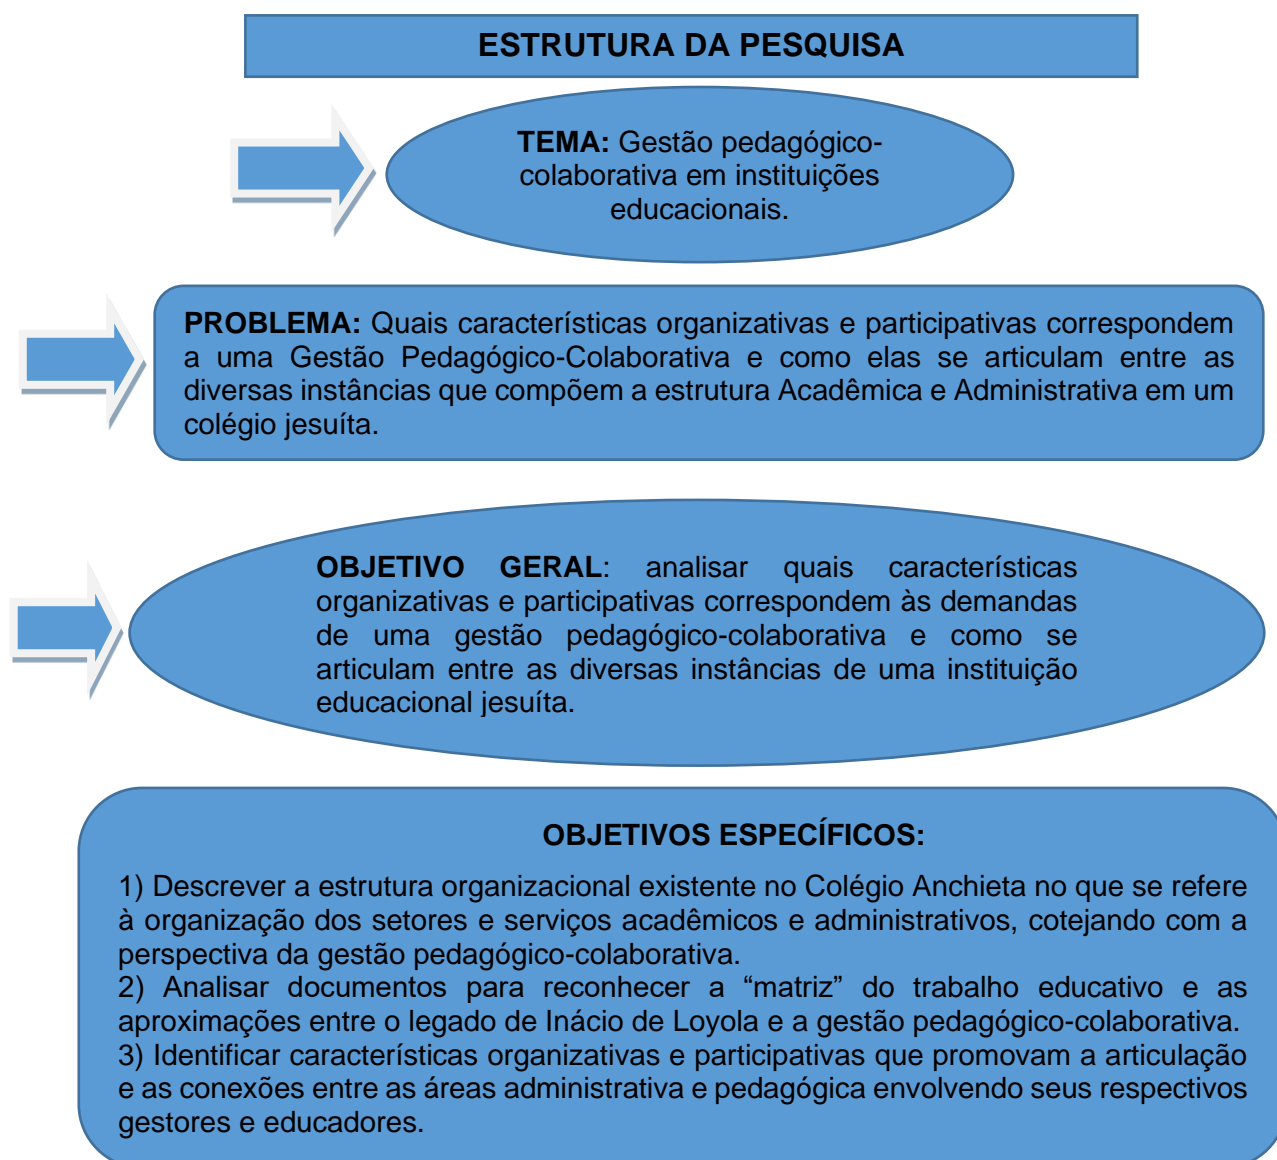 ESTRUTURA DA PESQUISA
TEMA: Gestão pedagógico-
colaborativa em instituições
educacionais.
PROBLEMA: Quais características organizativas e participativas correspondem
a uma Gestão Pedagógico-Colaborativa e como elas se articulam entre as
diversas instâncias que compõem a estrutura Acadêmica e Administrativa em um
colégio jesuíta.
OBJETIVO GERAL: analisar quais características
organizativas e participativas correspondem às demandas
de uma gestão pedagógico-colaborativa e como se
articulam entre as diversas instâncias de uma instituição
educacional jesuíta.
OBJETIVOS ESPECÍFICOS:
1) Descrever a estrutura organizacional existente no Colégio Anchieta no que se refere
à organização dos setores e serviços acadêmicos e administrativos, cotejando com a
perspectiva da gestão pedagógico-colaborativa.
2) Analisar documentos para reconhecer a “matriz” do trabalho educativo e as
aproximações entre o legado de Inácio de Loyola e a gestão pedagógico-colaborativa.
3) Identificar características organizativas e participativas que promovam a articulação
e as conexões entre as áreas administrativa e pedagógica envolvendo seus respectivos
gestores e educadores.